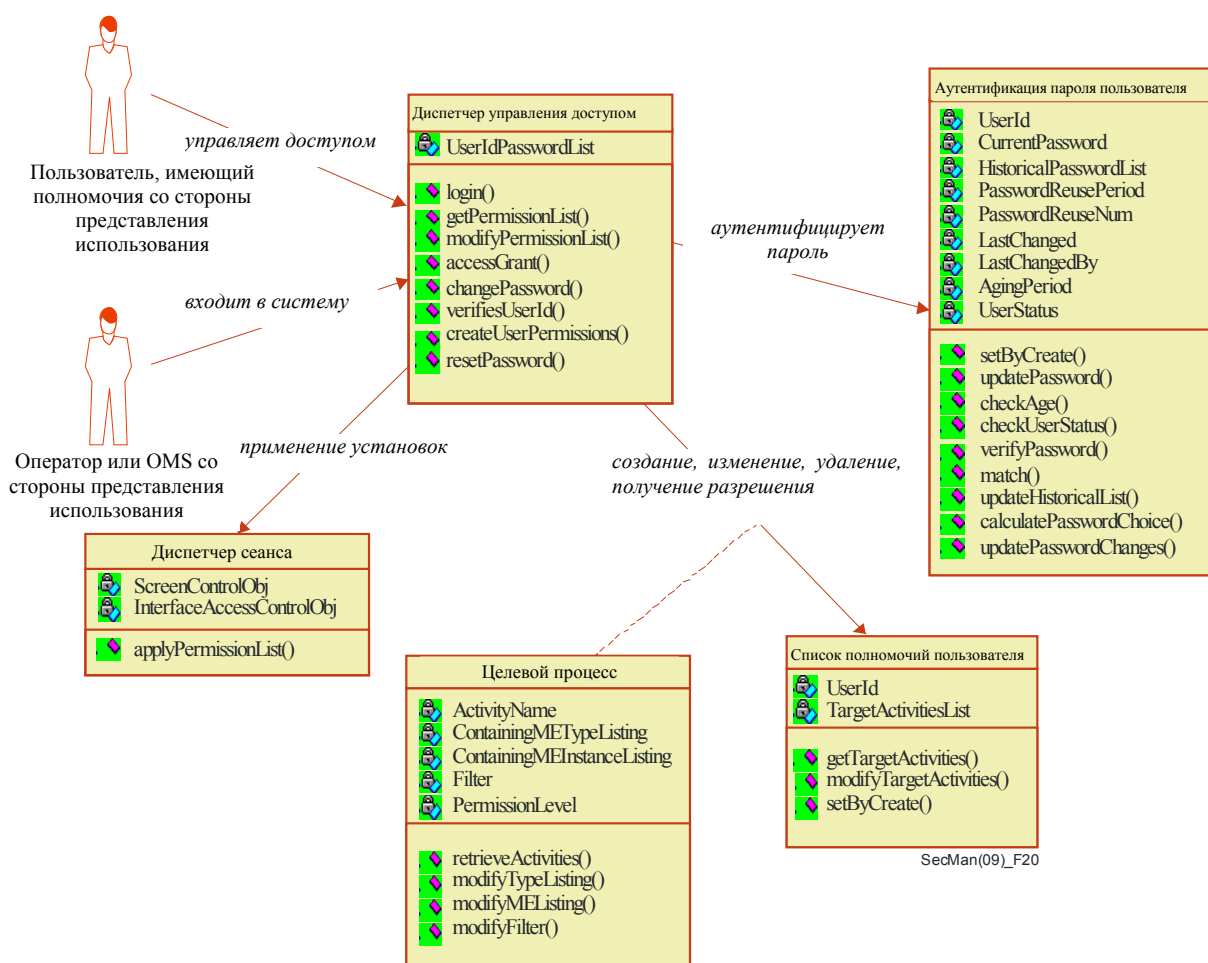 управляет доступом
Пользователь, имеющий
полномочия со стороны
представления
использования
входит в систему
Оператор или OMS со
стороны представления
использования
применение установок
Диспетчер управления доступом
UserIdPasswordList
login()
getPermissionList()
modifyPermissionList()
accessGrant()
changePassword()
verifiesUserId()
createUserPermissions()
resetPassword()
аутентифицирует
пароль
Аутентификация пароля пользователя
UserId
CurrentPassword
HistoricalPasswordList
PasswordReusePeriod
PasswordReuseNum
LastChanged
LastChangedBy
AgingPeriod
UserStatus
setByCreate()
updatePassword()
checkAge()
checkUserStatus()
verifyPassword()
match()
updateHistoricalList()
calculatePasswordChoice()
updatePasswordChanges()
создание, изменение, удаление,
получение разрешения
Диспетчер сеанса
ScreenControlObj
InterfaceAccessControlObj
applyPermissionList()
Целевой процесс
ActivityName
ContainingMETypeListing
ContainingMEInstanceListing
Filter
PermissionLevel
retrieveActivities()
modifyTypeListing()
modifyMEListing()
modifyFilter()
Список полномочий пользователя
UserId
TargetActivitiesList
getTargetActivities()
modifyTargetActivities()
setByCreate()
SecMan(09)_F20